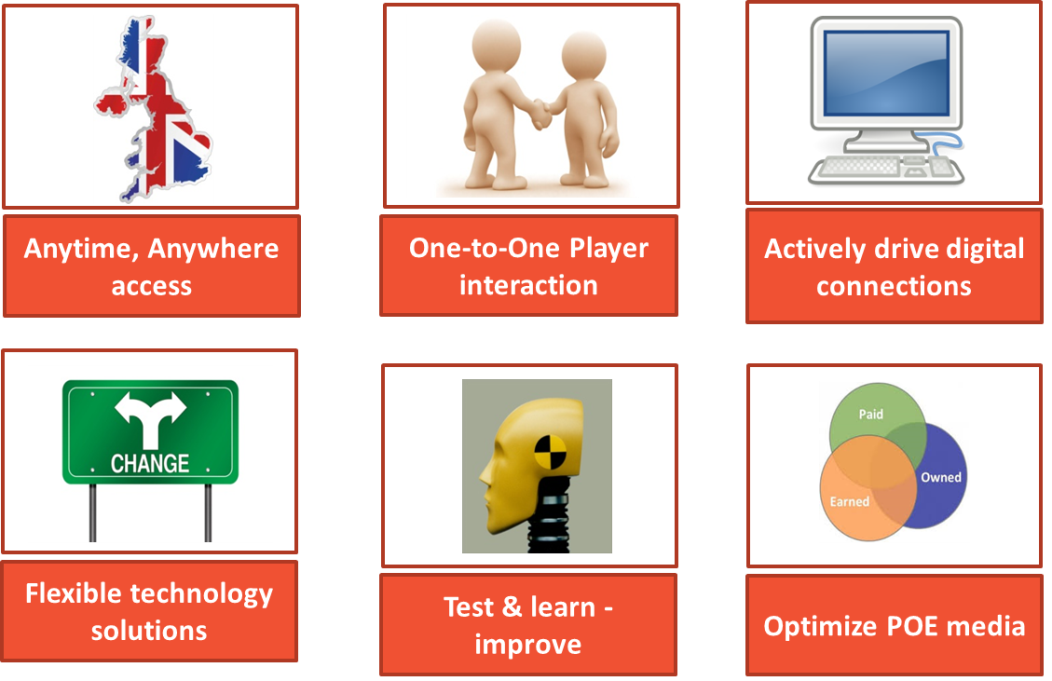 Anytime, Anywhere
access
One-to-One Player
interaction
Actively drive digital
connections
CHANGE
Flexible technology
solutions
Test & learn -
improve
Paid
Owned
Earned
Optimize POE media